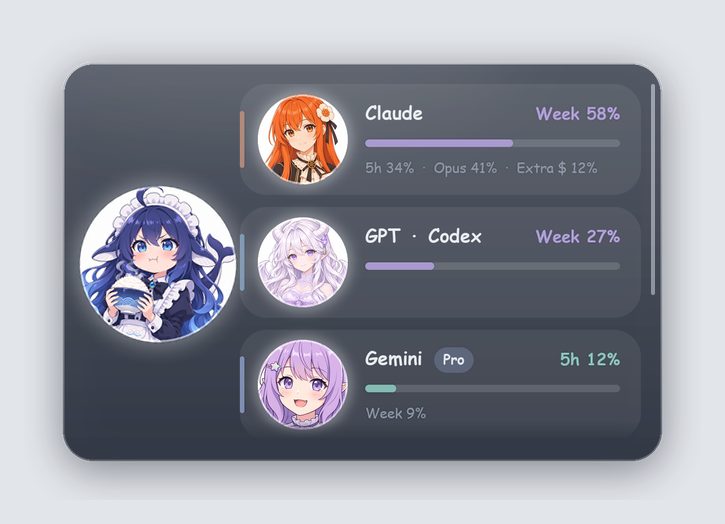 Claude
Week 58%
5h 34% · Opus 41% · Extra $ 12%
GPT · Codex
Week 27%
Gemini Pro
5h 12%
Week 9%